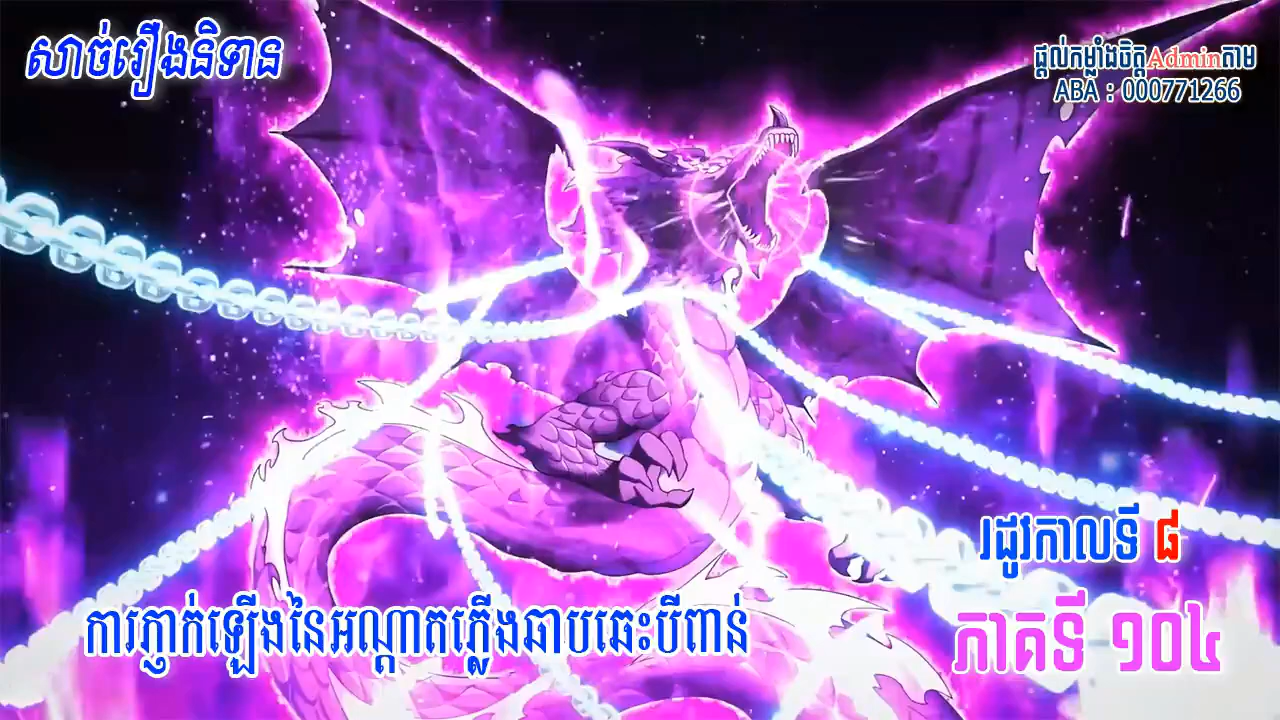 សាច់រឿងនិទាន
ផ្តល់កម្លាំងចិត្តAdminតាម
ABA : 000771266
រដូវកាលទី ៨
ការភ្ញាក់ឡើងនៃអណ្តាតភ្លើងឆាបឆេះបីពាន់
ភាគទី ១០៤